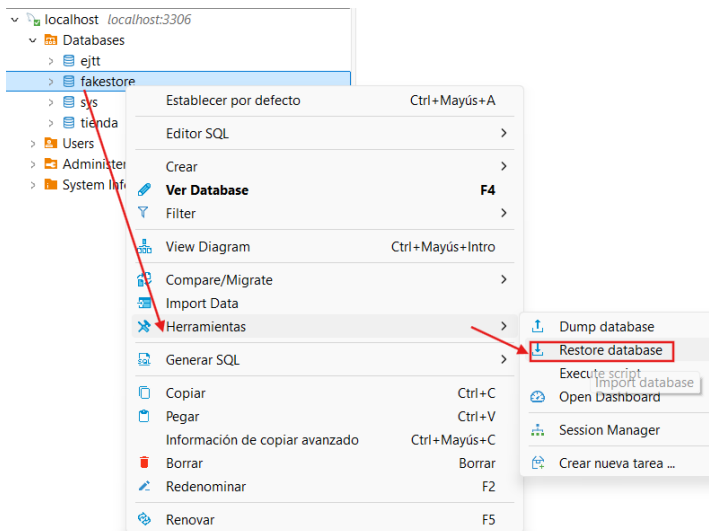 localhost localhost:3306
Databases
ejtt
fakestore
sys
tienda
Users
Administer
System Info
Establecer por defecto Ctrl+Mayús+A
Editor SQL
Crear
Ver Database F4
Filter
View Diagram Ctrl+Mayús+Intro
Compare/Migrate
Import Data
Herramientas
Generar SQL
Copiar Ctrl+C
Pegar Ctrl+V
Información de copiar avanzado Ctrl+Mayús+C
Borrar Borrar
Redenominar F2
Renovar F5
Dump database
Restore database
Execute script
Import database
Open Dashboard
Session Manager
Crear nueva tarea ...